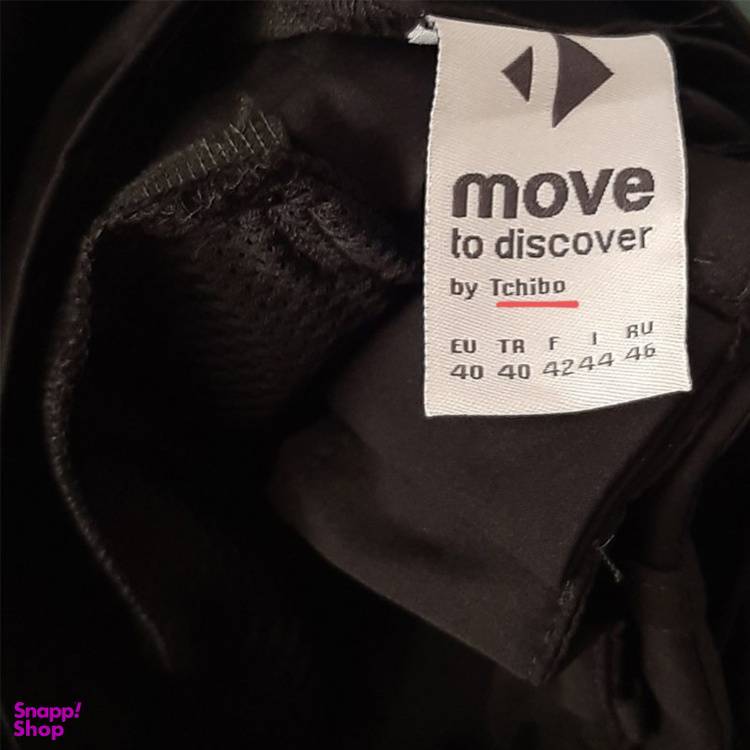 move
to discover
by Tchibo
EU TR F I RU
40 40 42 44 46
Snapp!
Shop